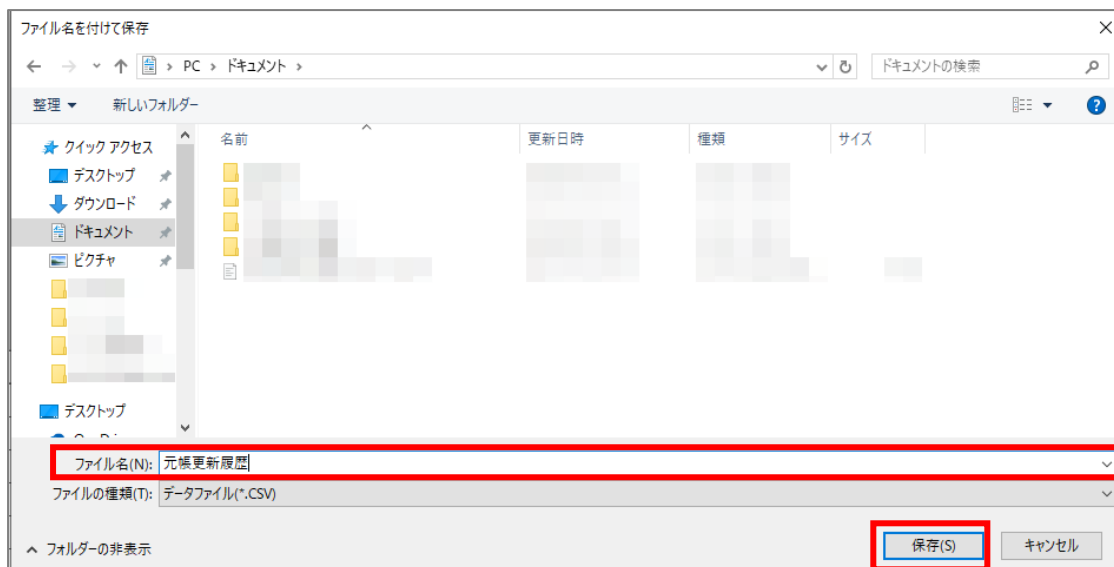 ファイル名を付けて保存
PC › ドキュメント ›
ドキュメントの検索
整理
新しいフォルダー
クイック アクセス
デスクトップ
ダウンロード
ドキュメント
ピクチャ
デスクトップ
名前
更新日時
種類
サイズ
ファイル名(N): 元帳更新履歴
ファイルの種類(T): データファイル(*.CSV)
フォルダーの非表示
保存(S)
キャンセル